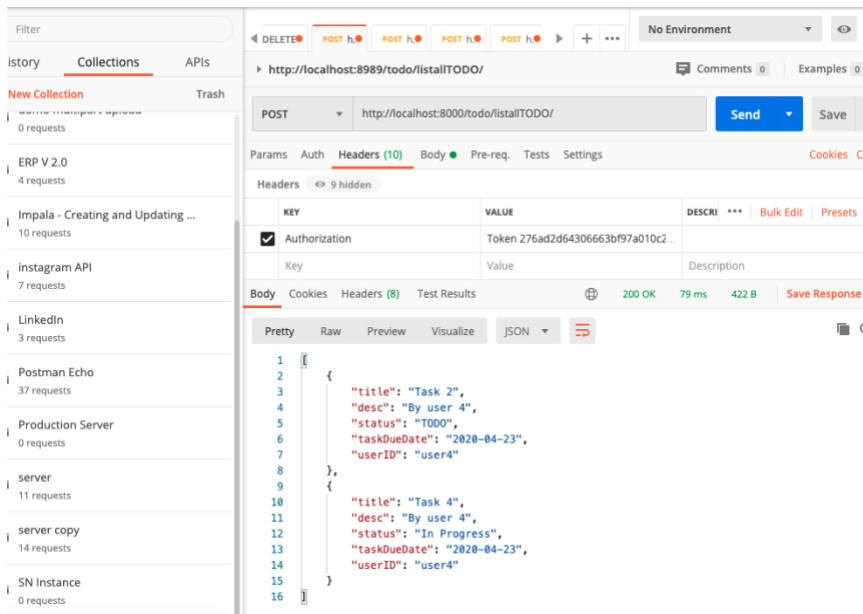 Filter
istory Collections APIs
New Collection Trash
0 requests
ERP V 2.0
4 requests
Impala - Creating and Updating ...
10 requests
instagram API
7 requests
LinkedIn
3 requests
Postman Echo
37 requests
Production Server
0 requests
server
11 requests
server copy
14 requests
SN Instance
0 requests
DELETE POST h. POST h. POST h. POST h. + ••• No Environment
http://localhost:8989/todo/listallTODO/ Comments 0 Examples 0
POST http://localhost:8000/todo/listallTODO/ Send Save
Params Auth Headers (10) Body Pre-req. Tests Settings Cookies C
Headers 9 hidden
KEY VALUE DESCRI ••• Bulk Edit Presets
Authorization Token 276ad2d64306663bf97a010c2...
Key Value Description
Body Cookies Headers (8) Test Results 200 OK 79 ms 422 B Save Response
Pretty Raw Preview Visualize JSON
1 [
2 {
3 "title": "Task 2",
4 "desc": "By user 4",
5 "status": "TODO",
6 "taskDueDate": "2020-04-23",
7 "userID": "user4"
8 },
9 {
10 "title": "Task 4",
11 "desc": "By user 4",
12 "status": "In Progress",
13 "taskDueDate": "2020-04-23",
14 "userID": "user4"
15 }
16 ]